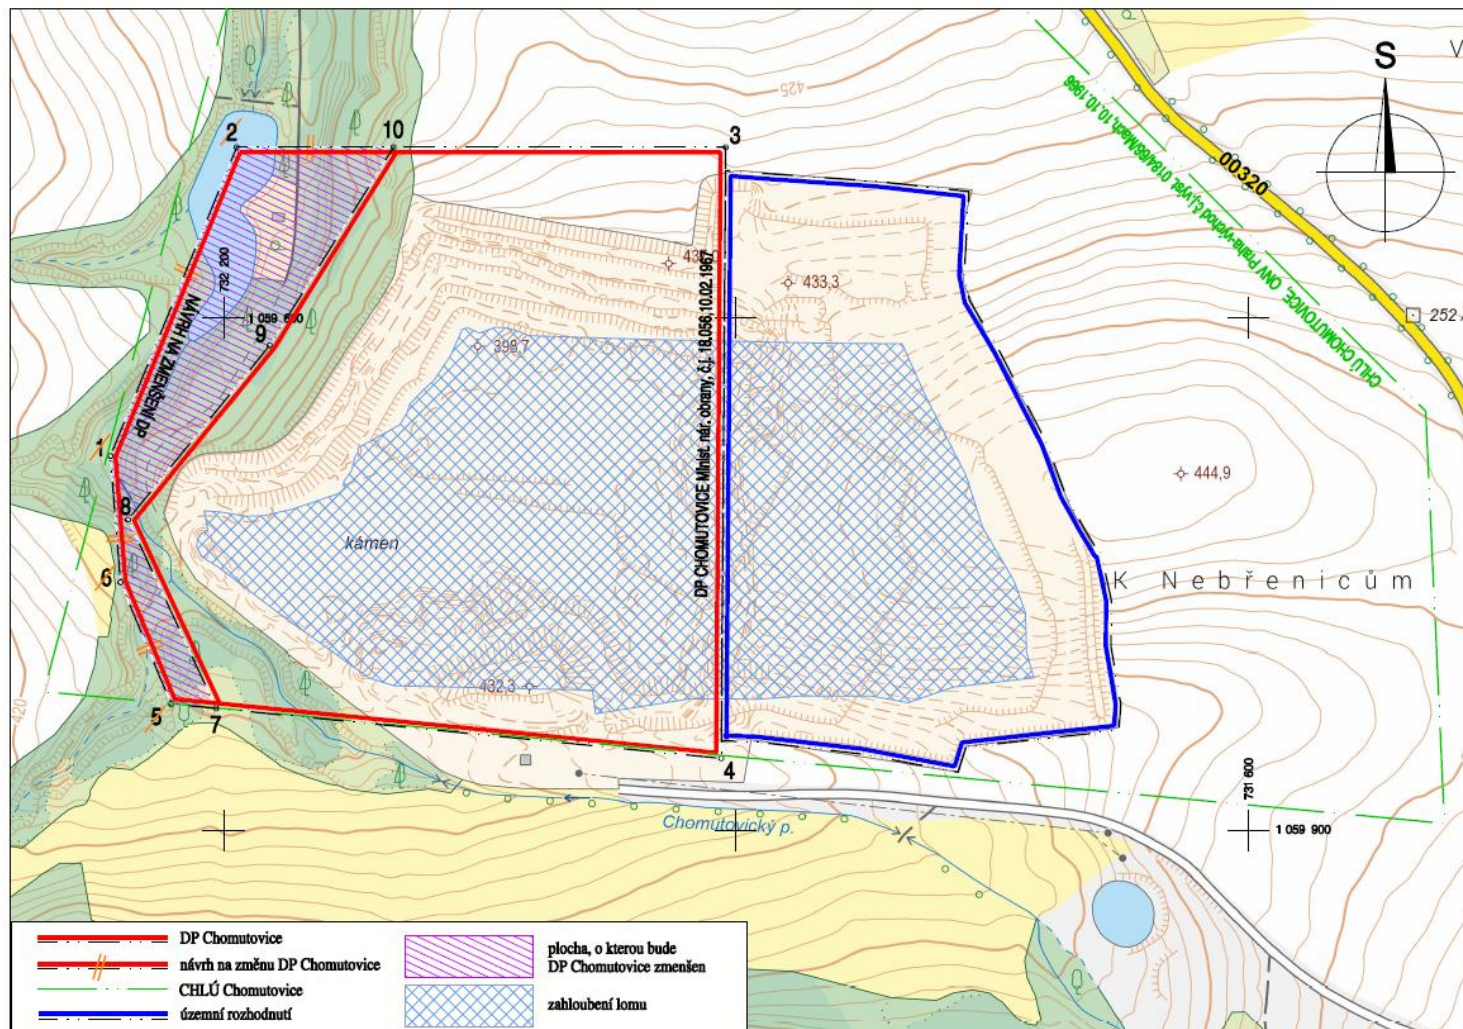 S
V
425
2
10
3
CHLÚ CHOMUTOVICE, ONV Praha-východ č.j.výst. 0184/66/Mach,10.10.1966
00320
732 200
1 059 600
433,3
252
NÁVRH NA ZMENŠENÍ DP
9
398,7
DP CHOMUTOVICE Minist. nár. obrany, č.j. 18.056,10.02.1967
1
444,9
8
kámen
6
K Nebřenicům
432,3
420
5
7
4
731 600
Chomutovický p.
1 059 900
DP Chomutovice
návrh na změnu DP Chomutovice
CHLÚ Chomutovice
územní rozhodnutí
plocha, o kterou bude
DP Chomutovice zmenšen
zahloubení lomu